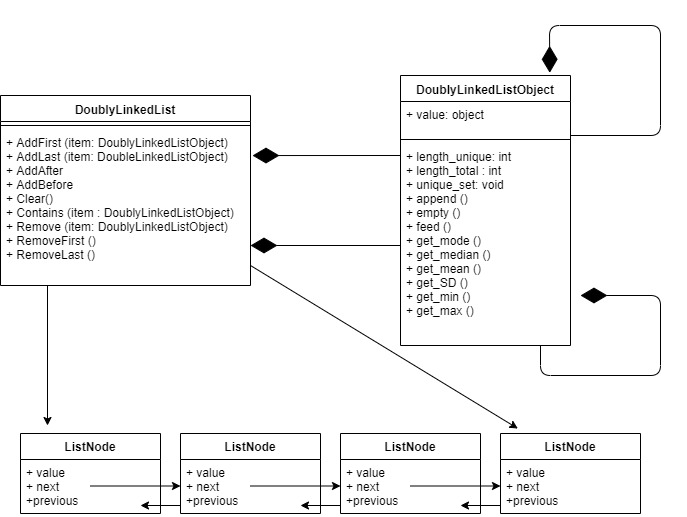 DoublyLinkedList
+ AddFirst (item: DoublyLinkedListObject)
+ AddLast (item: DoubleLinkedListObject)
+ AddAfter
+ AddBefore
+ Clear()
+ Contains (item : DoublyLinkedListObject)
+ Remove (item: DoublyLinkedListObject)
+ RemoveFirst ()
+ RemoveLast ()
DoublyLinkedListObject
+ value: object
+ length_unique: int
+ length_total : int
+ unique_set: void
+ append ()
+ empty ()
+ feed ()
+ get_mode ()
+ get_median ()
+ get_mean ()
+ get_SD ()
+ get_min ()
+ get_max ()
ListNode
+ value
+ next
+previous
ListNode
+ value
+ next
+previous
ListNode
+ value
+ next
+previous
ListNode
+ value
+ next
+previous